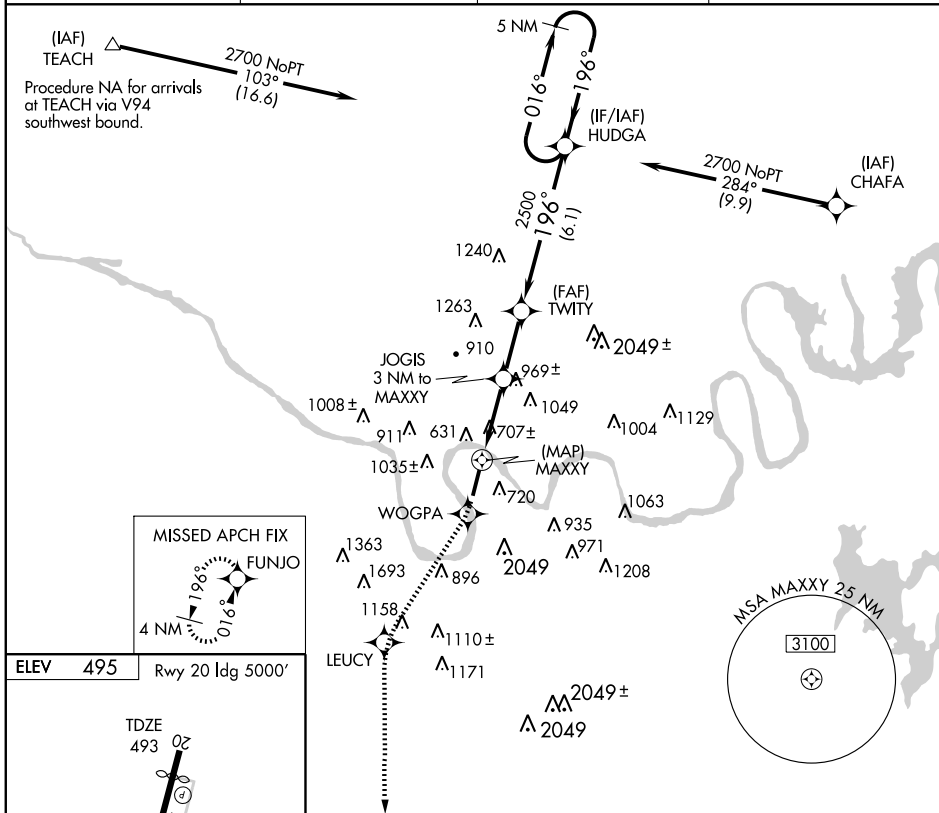 (IAF)
TEACH
2700 NoPT
103°
(16.6)
Procedure NA for arrivals
at TEACH via V94
southwest bound.
5 NM
016°
196°
(IF/IAF)
HUDGA
2700 NoPT
284°
(9.9)
(IAF)
CHAFA
2500
196°
(6.1)
1240
(FAF)
TWITY
1263
910
2049±
JOGIS
3 NM to
MAXXY
969±
1049
1008±
911
631
707±
1004
1129
(MAP)
MAXXY
1035±
720
1063
WOGPA
935
MISSED APCH FIX
FUNJO
196°
016°
4 NM
1363
1693
896
2049
971
1208
1158
1110±
LEUCY
1171
MSA MAXXY 25 NM
3100
2049±
2049
ELEV 495
Rwy 20 ldg 5000'
TDZE
493
20
P